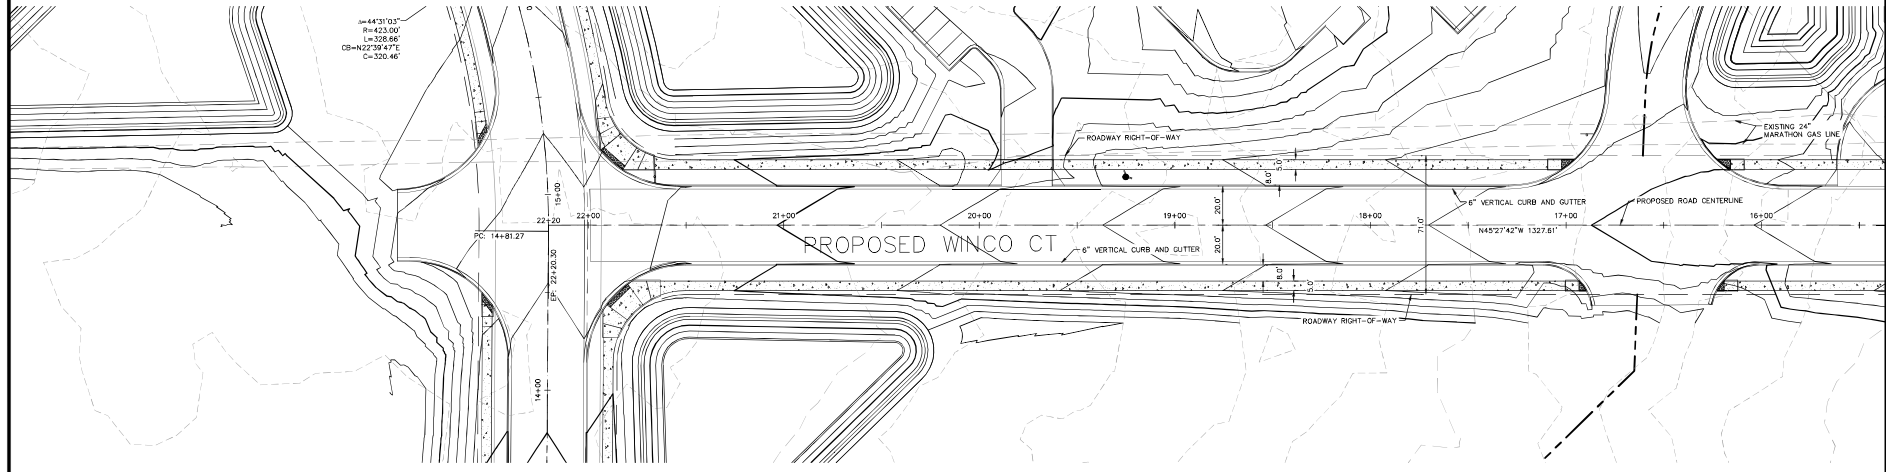 Δ=44°31'03"
R=423.00'
L=328.66'
CB=N22°39'47"E
C=320.46'
EXISTING 24"
MARATHON GAS LINE
ROADWAY RIGHT-OF-WAY
5.0'
8.0'
15+00
6" VERTICAL CURB AND GUTTER
PROPOSED ROAD CENTERLINE
20.0'
22+20
22+00
21+00
20+00
19+00
18+00
17+00
16+00
71.0'
N45°27'42"W 1327.61'
PC: 14+81.27
PROPOSED WINCO CT
20.0'
6" VERTICAL CURB AND GUTTER
EP: 22+20.30
8.0'
5.0'
ROADWAY RIGHT-OF-WAY
14+00